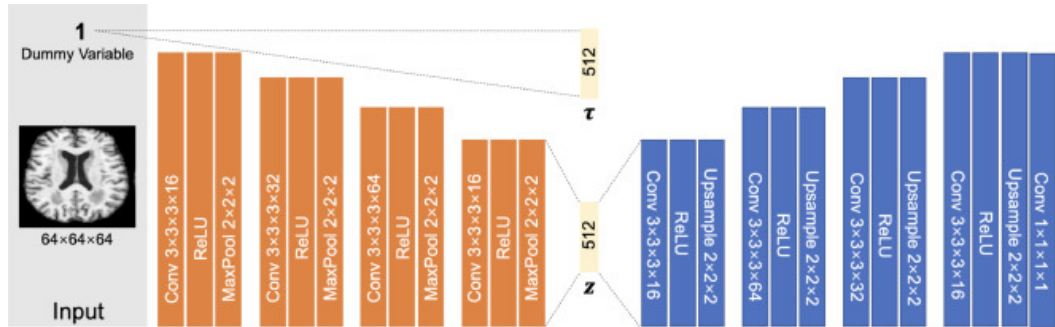 1
Dummy Variable
64×64×64
Input
Conv 3×3×3×16
ReLU
MaxPool 2×2×2
Conv 3×3×3×32
ReLU
MaxPool 2×2×2
Conv 3×3×3×64
ReLU
MaxPool 2×2×2
Conv 3×3×3×16
ReLU
MaxPool 2×2×2
512
τ
512
z
Conv 3×3×3×16
ReLU
Upsample 2×2×2
Conv 3×3×3×64
ReLU
Upsample 2×2×2
Conv 3×3×3×32
ReLU
Upsample 2×2×2
Conv 3×3×3×16
ReLU
Upsample 2×2×2
Conv 1×1×1×1